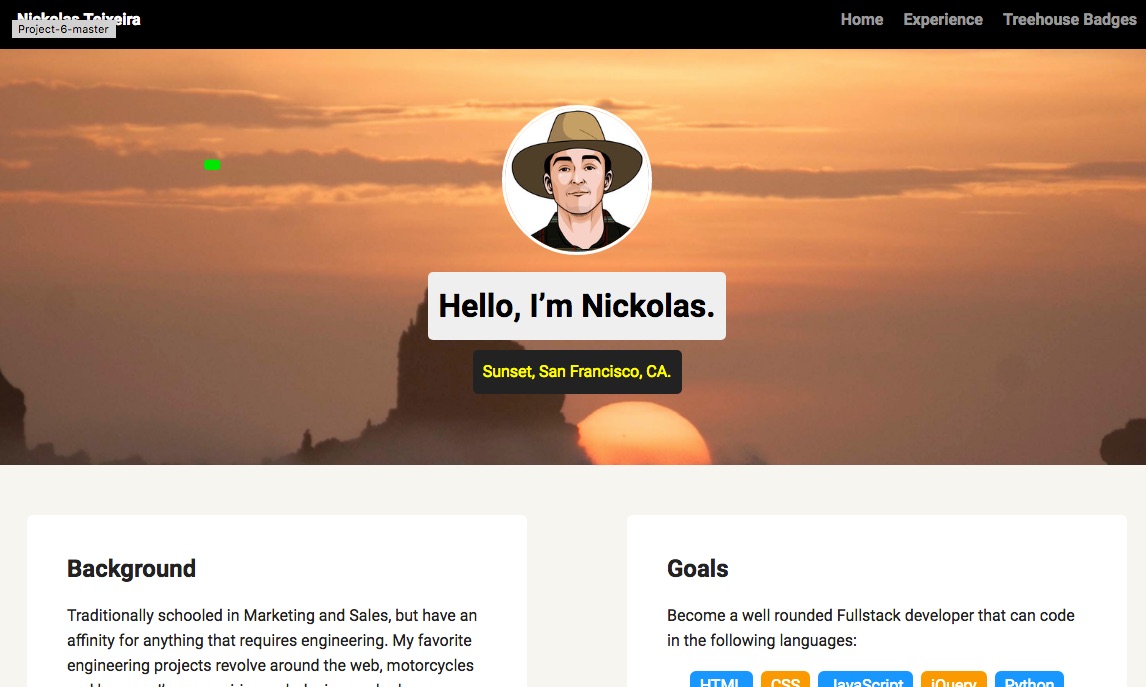 Nickolas Teixeira
Project-6-master
Home Experience Treehouse Badges
Hello, I’m Nickolas.
Sunset, San Francisco, CA.
Background
Traditionally schooled in Marketing and Sales, but have an
affinity for anything that requires engineering. My favorite
engineering projects revolve around the web, motorcycles
Goals
Become a well rounded Fullstack developer that can code
in the following languages:
HTML CSS JavaScript jQuery Python